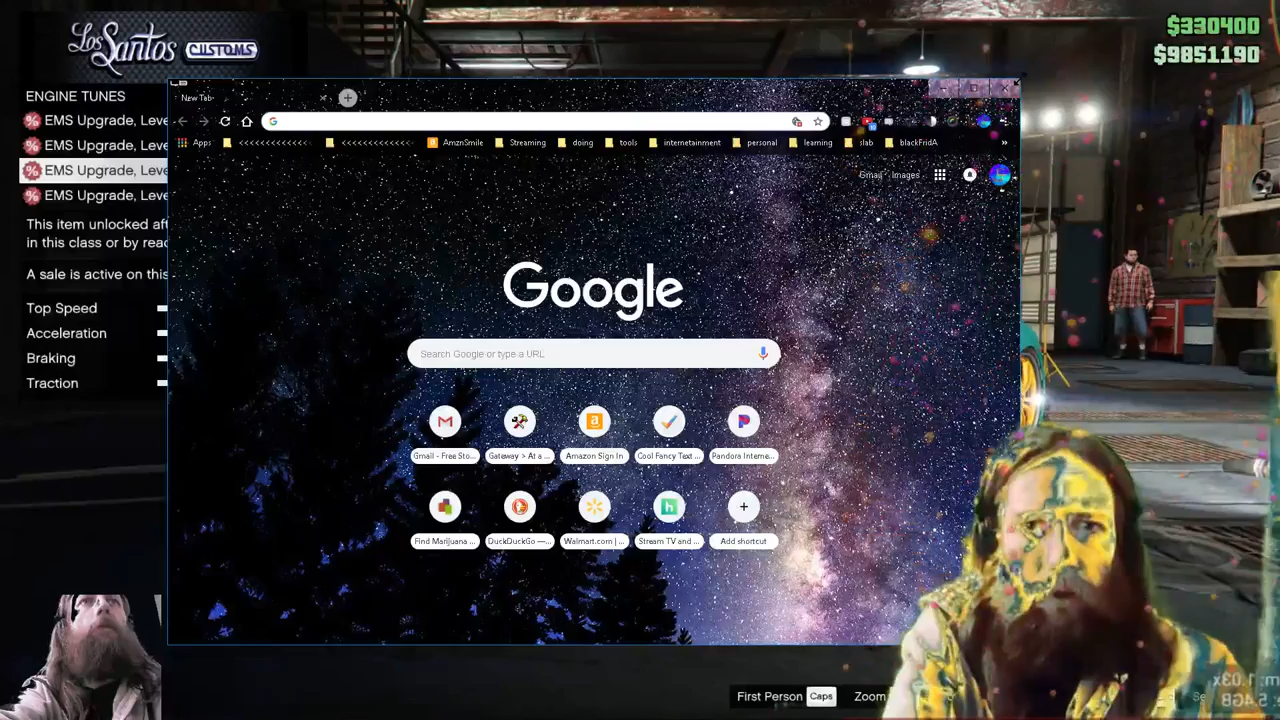 Los Santos CUSTOMS
$330400
$9851190
ENGINE TUNES
EMS Upgrade, Leve
EMS Upgrade, Leve
EMS Upgrade, Leve
EMS Upgrade, Leve
This item unlocked aft
in this class or by read
A sale is active on this
Top Speed
Acceleration
Braking
Traction
New Tab
Apps <<<<<<<<<<<<< <<<<<<<<<<<<< AmznSmile Streaming doing tools internetainment personal learning slab blackFridA »
Gmail Images
Google
Search Google or type a URL
Gmail - Free Sto... Gateway > At a ... Amazon Sign In Cool Fancy Text ... Pandora Interne...
Find Marijuana ... DuckDuckGo —... Walmart.com | ... Stream TV and ... Add shortcut
First Person Caps Zoom